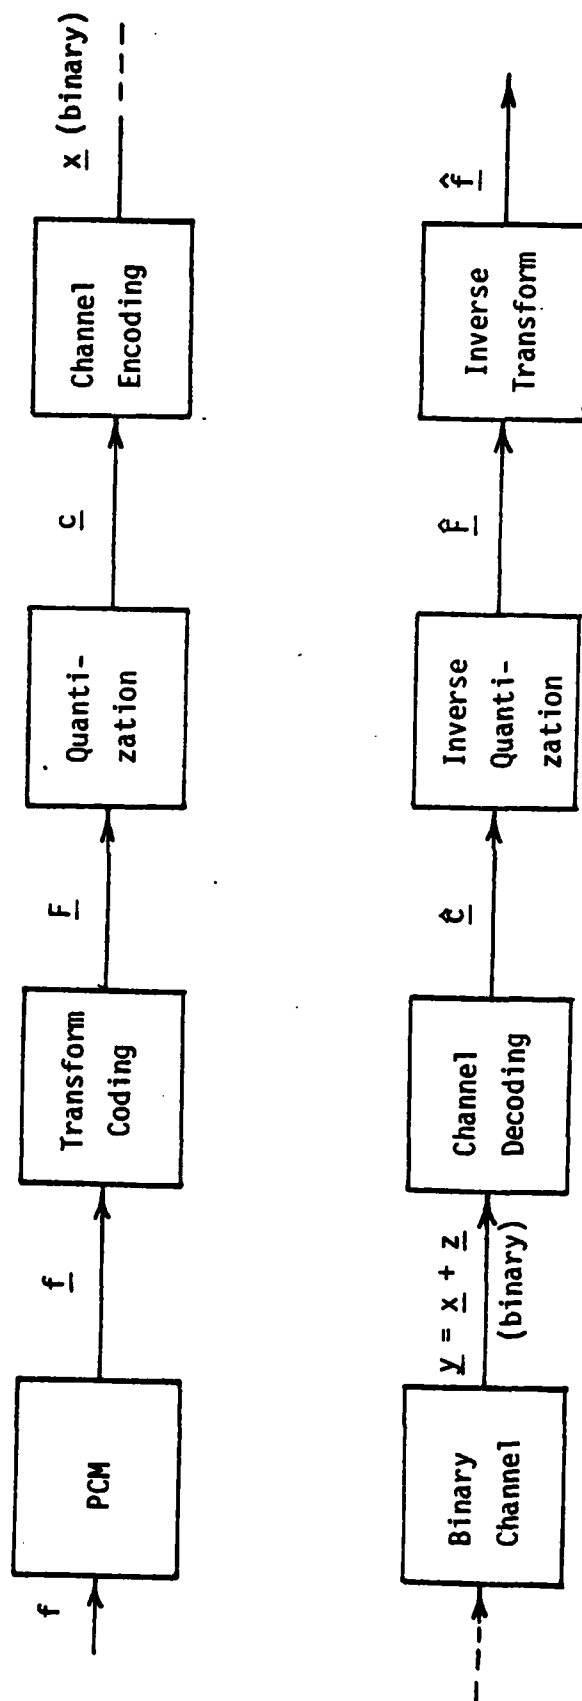 f
PCM
f
Transform
Coding
F
Quanti-
zation
c
Channel
Encoding
x (binary)
Binary
Channel
y = x + z
(binary)
Channel
Decoding
ĉ
Inverse
Quanti-
zation
F̂
Inverse
Transform
f̂